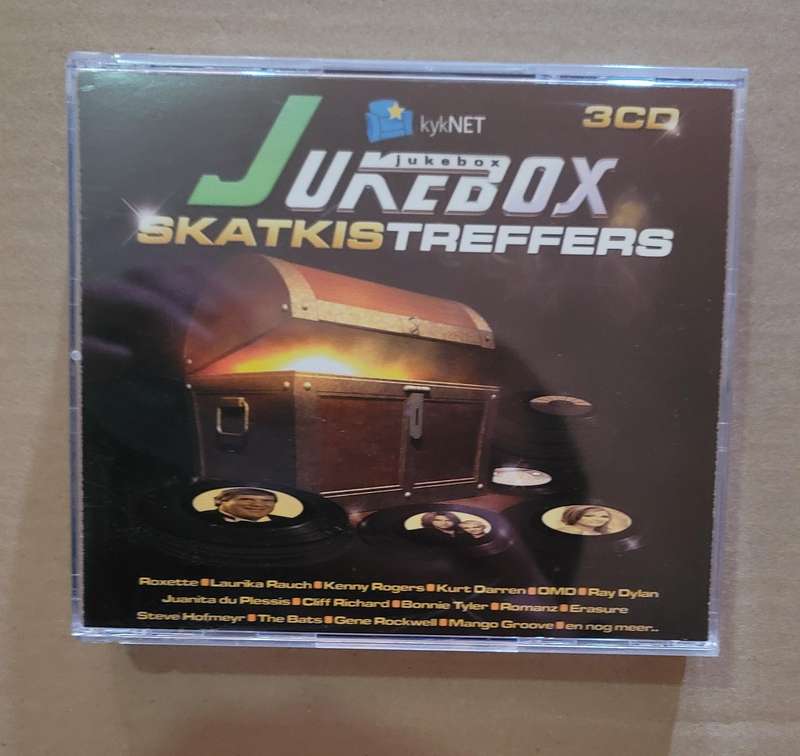 kykNET
3CD
jukebox
JUKEBOX
SKATKISTREFFERS
Roxette Laurika Rauch Kenny Rogers Kurt Darren OMD Ray Dylan
Juanita du Plessis Cliff Richard Bonnie Tyler Romanz Erasure
Steve Hofmeyr The Bats Gene Rockwell Mango Groove en nog meer..